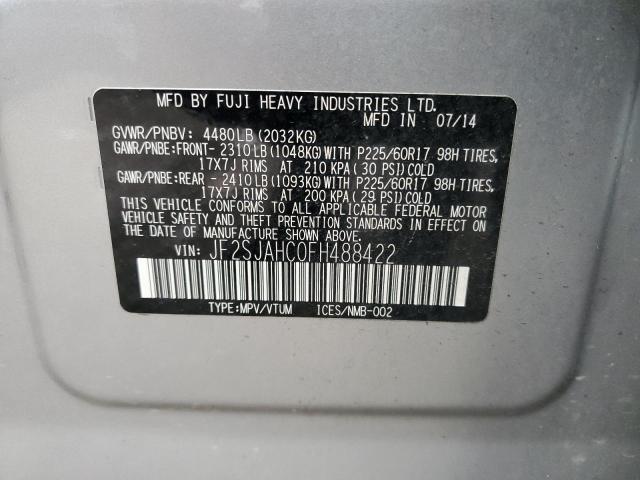 MFD BY FUJI HEAVY INDUSTRIES LTD.
MFD IN 07/14
GVWR/PNBV: 4480LB(2032KG)
GAWR/PNBE:FRONT- 2310LB(1048KG)WITH P225/60R17 98H TIRES,
17X7J RIMS AT 210 KPA(30 PSI)COLD
GAWR/PNBE:REAR - 2410LB(1093KG)WITH P225/60R17 98H TIRES,
17X7J RIMS AT 200 KPA(29 PSI)COLD
THIS VEHICLE CONFORMS TO ALL APPLICABLE FEDERAL MOTOR
VEHICLE SAFETY AND THEFT PREVENTION STANDARDS IN EFFECT
ON THE DATE OF MANUFACTURE SHOWN ABOVE.
VIN: JF2SJAHC0FH488422
TYPE:MPV/VTUM ICES/NMB-002